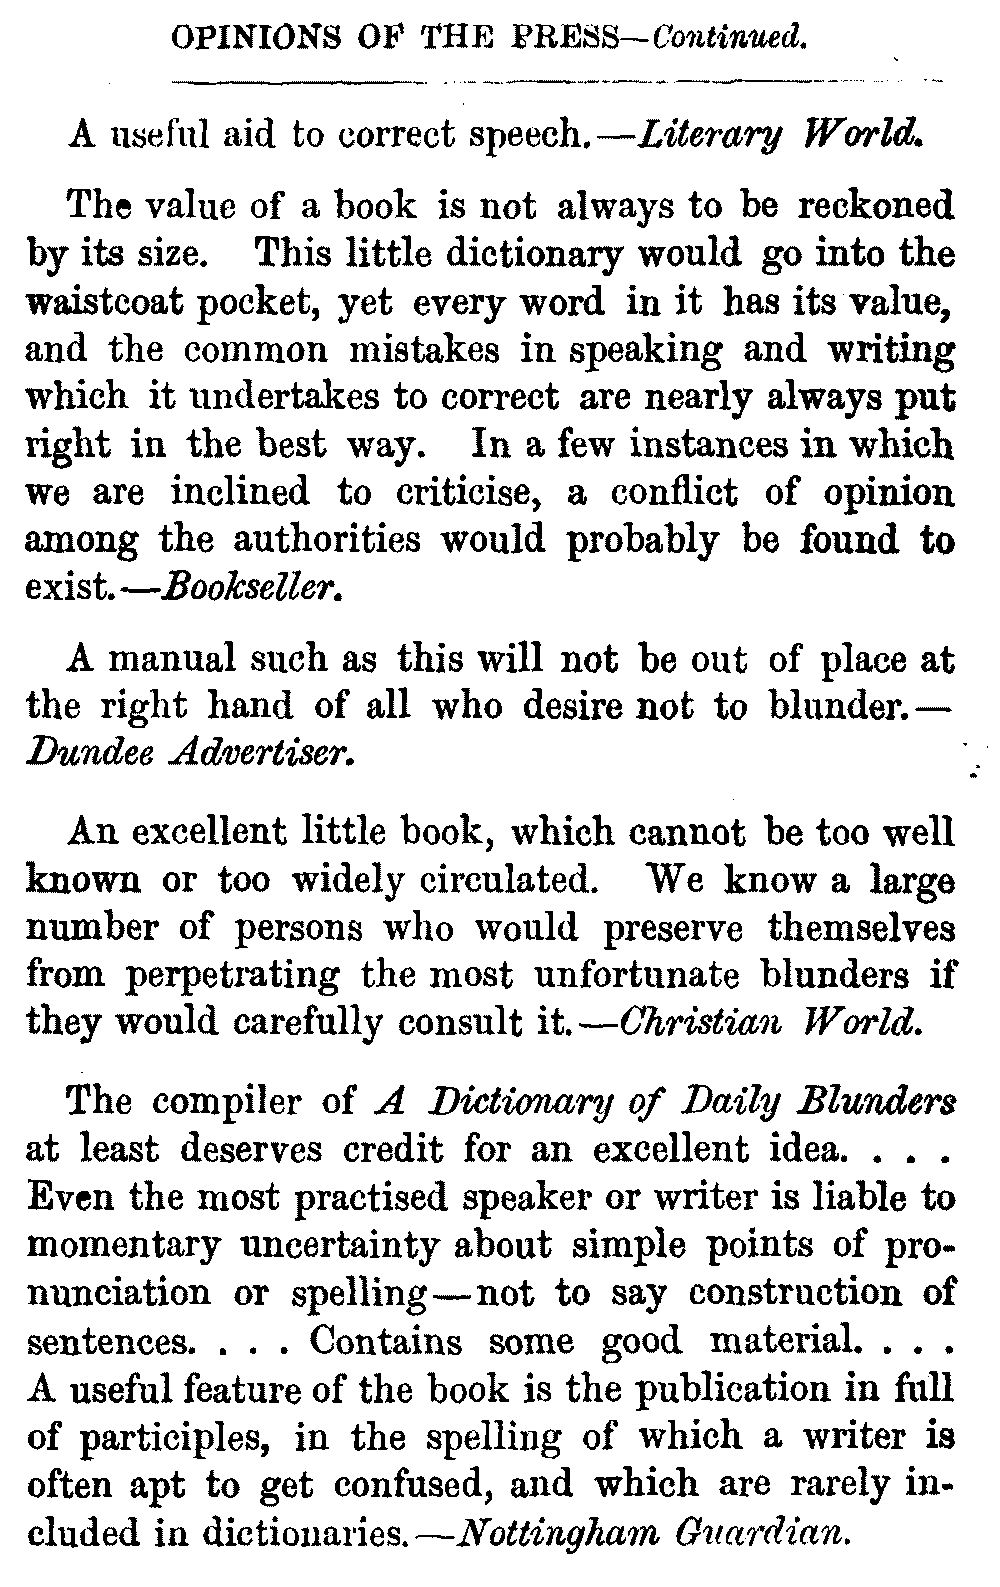 OPINIONS OF THE PRESS—Continued.
A useful aid to correct speech.—Literary World.
The value of a book is not always to be reckoned
by its size. This little dictionary would go into the
waistcoat pocket, yet every word in it has its value,
and the common mistakes in speaking and writing
which it undertakes to correct are nearly always put
right in the best way. In a few instances in which
we are inclined to criticise, a conflict of opinion
among the authorities would probably be found to
exist.—Bookseller.
A manual such as this will not be out of place at
the right hand of all who desire not to blunder.—
Dundee Advertiser.
An excellent little book, which cannot be too well
known or too widely circulated. We know a large
number of persons who would preserve themselves
from perpetrating the most unfortunate blunders if
they would carefully consult it.—Christian World.
The compiler of A Dictionary of Daily Blunders
at least deserves credit for an excellent idea. . . .
Even the most practised speaker or writer is liable to
momentary uncertainty about simple points of pro-
nunciation or spelling—not to say construction of
sentences. . . . Contains some good material. . . .
A useful feature of the book is the publication in full
of participles, in the spelling of which a writer is
often apt to get confused, and which are rarely in-
cluded in dictionaries.—Nottingham Guardian.